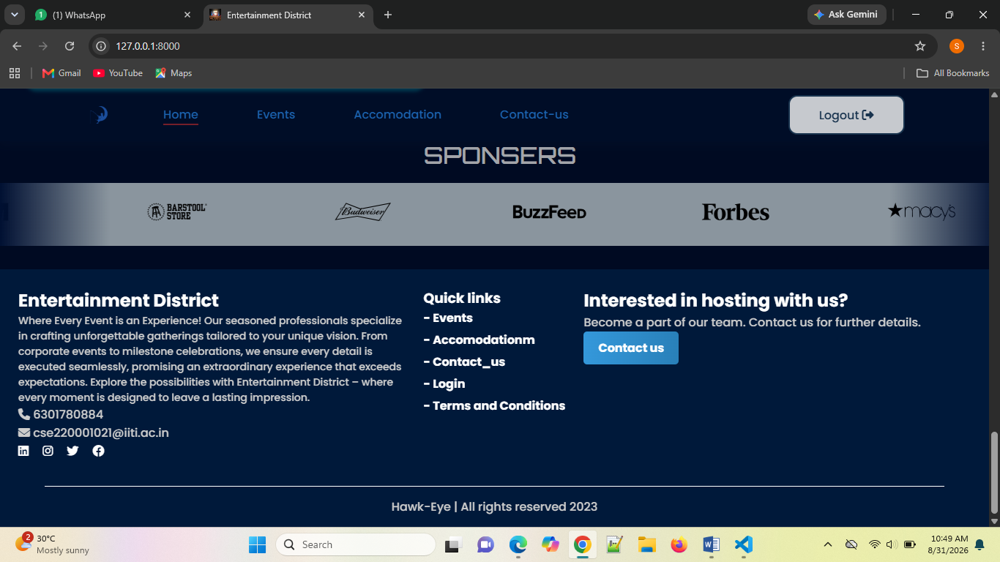 1
(1) WhatsApp
Entertainment District
Ask Gemini
127.0.0.1:8000
S
Gmail
YouTube
Maps
All Bookmarks
Home
Events
Accomodation
Contact-us
Logout
SPONSERS
BARSTOOL
STORE
Budweiser
BuzzFeed
Forbes
macy's
Entertainment District
Where Every Event is an Experience! Our seasoned professionals specialize
in crafting unforgettable gatherings tailored to your unique vision. From
corporate events to milestone celebrations, we ensure every detail is
executed seamlessly, promising an extraordinary experience that exceeds
expectations. Explore the possibilities with Entertainment District – where
every moment is designed to leave a lasting impression.
6301780884
cse220001021@iiti.ac.in
Quick links
- Events
- Accomodationm
- Contact_us
- Login
- Terms and Conditions
Interested in hosting with us?
Become a part of our team. Contact us for further details.
Contact us
Hawk-Eye | All rights reserved 2023
2
30°C
Mostly sunny
Search
10:49 AM
8/31/2026